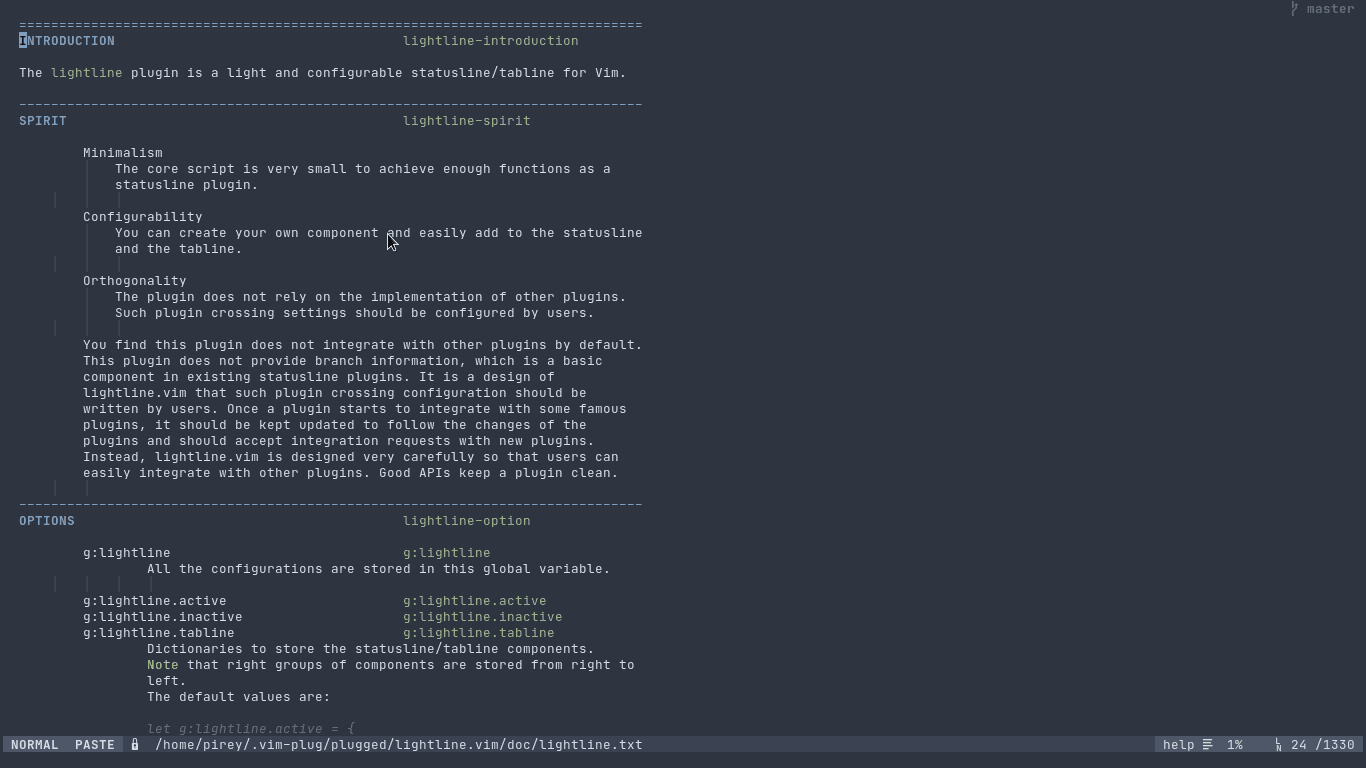 master
==============================================================================
INTRODUCTION lightline-introduction
The lightline plugin is a light and configurable statusline/tabline for Vim.
------------------------------------------------------------------------------
SPIRIT lightline-spirit
Minimalism
The core script is very small to achieve enough functions as a
statusline plugin.
Configurability
You can create your own component and easily add to the statusline
and the tabline.
Orthogonality
The plugin does not rely on the implementation of other plugins.
Such plugin crossing settings should be configured by users.
You find this plugin does not integrate with other plugins by default.
This plugin does not provide branch information, which is a basic
component in existing statusline plugins. It is a design of
lightline.vim that such plugin crossing configuration should be
written by users. Once a plugin starts to integrate with some famous
plugins, it should be kept updated to follow the changes of the
plugins and should accept integration requests with new plugins.
Instead, lightline.vim is designed very carefully so that users can
easily integrate with other plugins. Good APIs keep a plugin clean.
------------------------------------------------------------------------------
OPTIONS lightline-option
g:lightline g:lightline
All the configurations are stored in this global variable.
g:lightline.active g:lightline.active
g:lightline.inactive g:lightline.inactive
g:lightline.tabline g:lightline.tabline
Dictionaries to store the statusline/tabline components.
Note that right groups of components are stored from right to
left.
The default values are:
let g:lightline.active = {
NORMAL PASTE /home/pirey/.vim-plug/plugged/lightline.vim/doc/lightline.txt help 1% LN 24 /1330